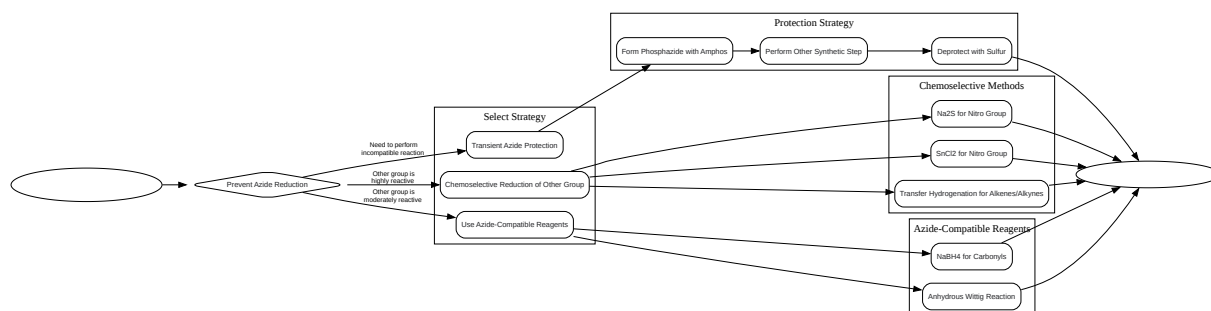 Protection Strategy
Form Phosphazide with Amphos
Perform Other Synthetic Step
Deprotect with Sulfur
Chemoselective Methods
Na2S for Nitro Group
SnCl2 for Nitro Group
Transfer Hydrogenation for Alkenes/Alkynes
Select Strategy
Transient Azide Protection
Chemoselective Reduction of Other Group
Use Azide-Compatible Reagents
Need to perform
incompatible reaction
Other group is
highly reactive
Other group is
moderately reactive
Prevent Azide Reduction
Azide-Compatible Reagents
NaBH4 for Carbonyls
Anhydrous Wittig Reaction